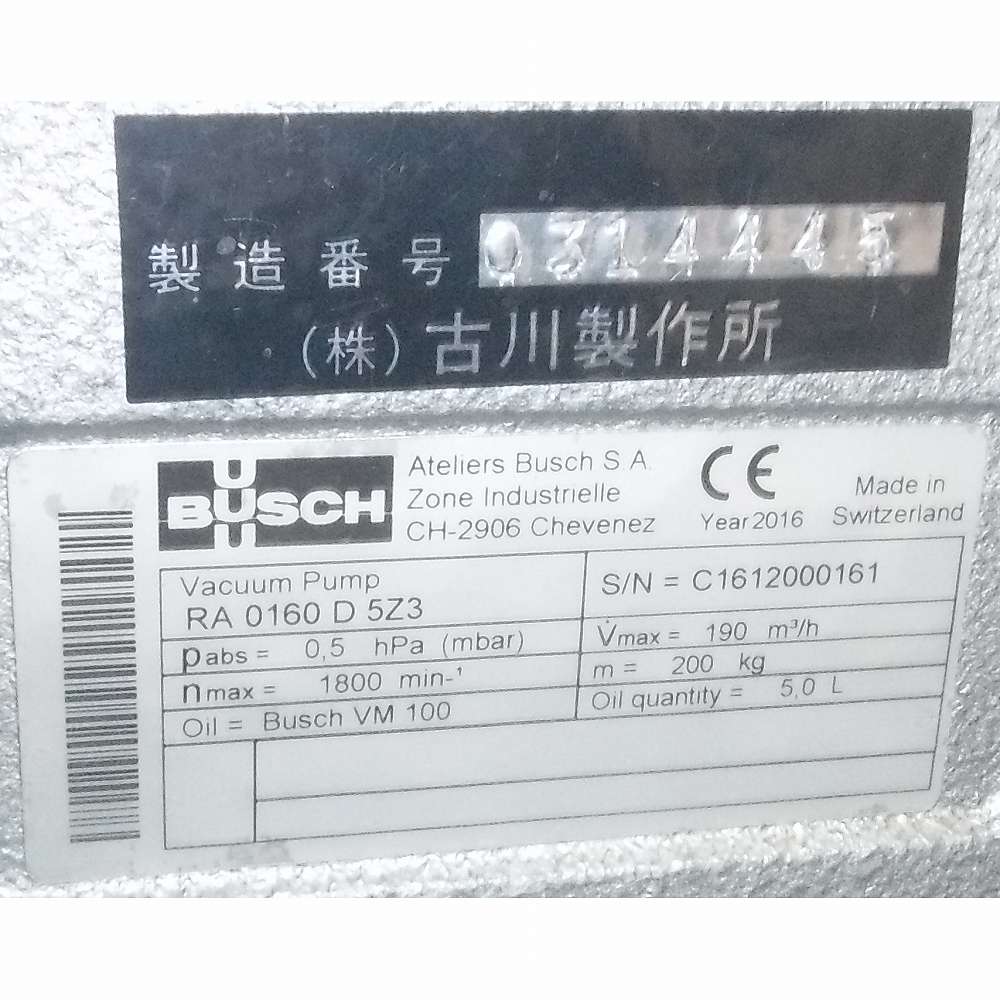 製造番号 0314445
(株)古川製作所
BUSCH
Ateliers Busch S.A.
Zone Industrielle
CH-2906 Chevenez
CE
Year 2016
Made in
Switzerland
Vacuum Pump
RA 0160 D 5Z3
S/N = C1612000161
pabs = 0,5 hPa (mbar)
V̇max = 190 m³/h
nmax = 1800 min-¹
m = 200 kg
Oil = Busch VM 100
Oil quantity = 5,0 L